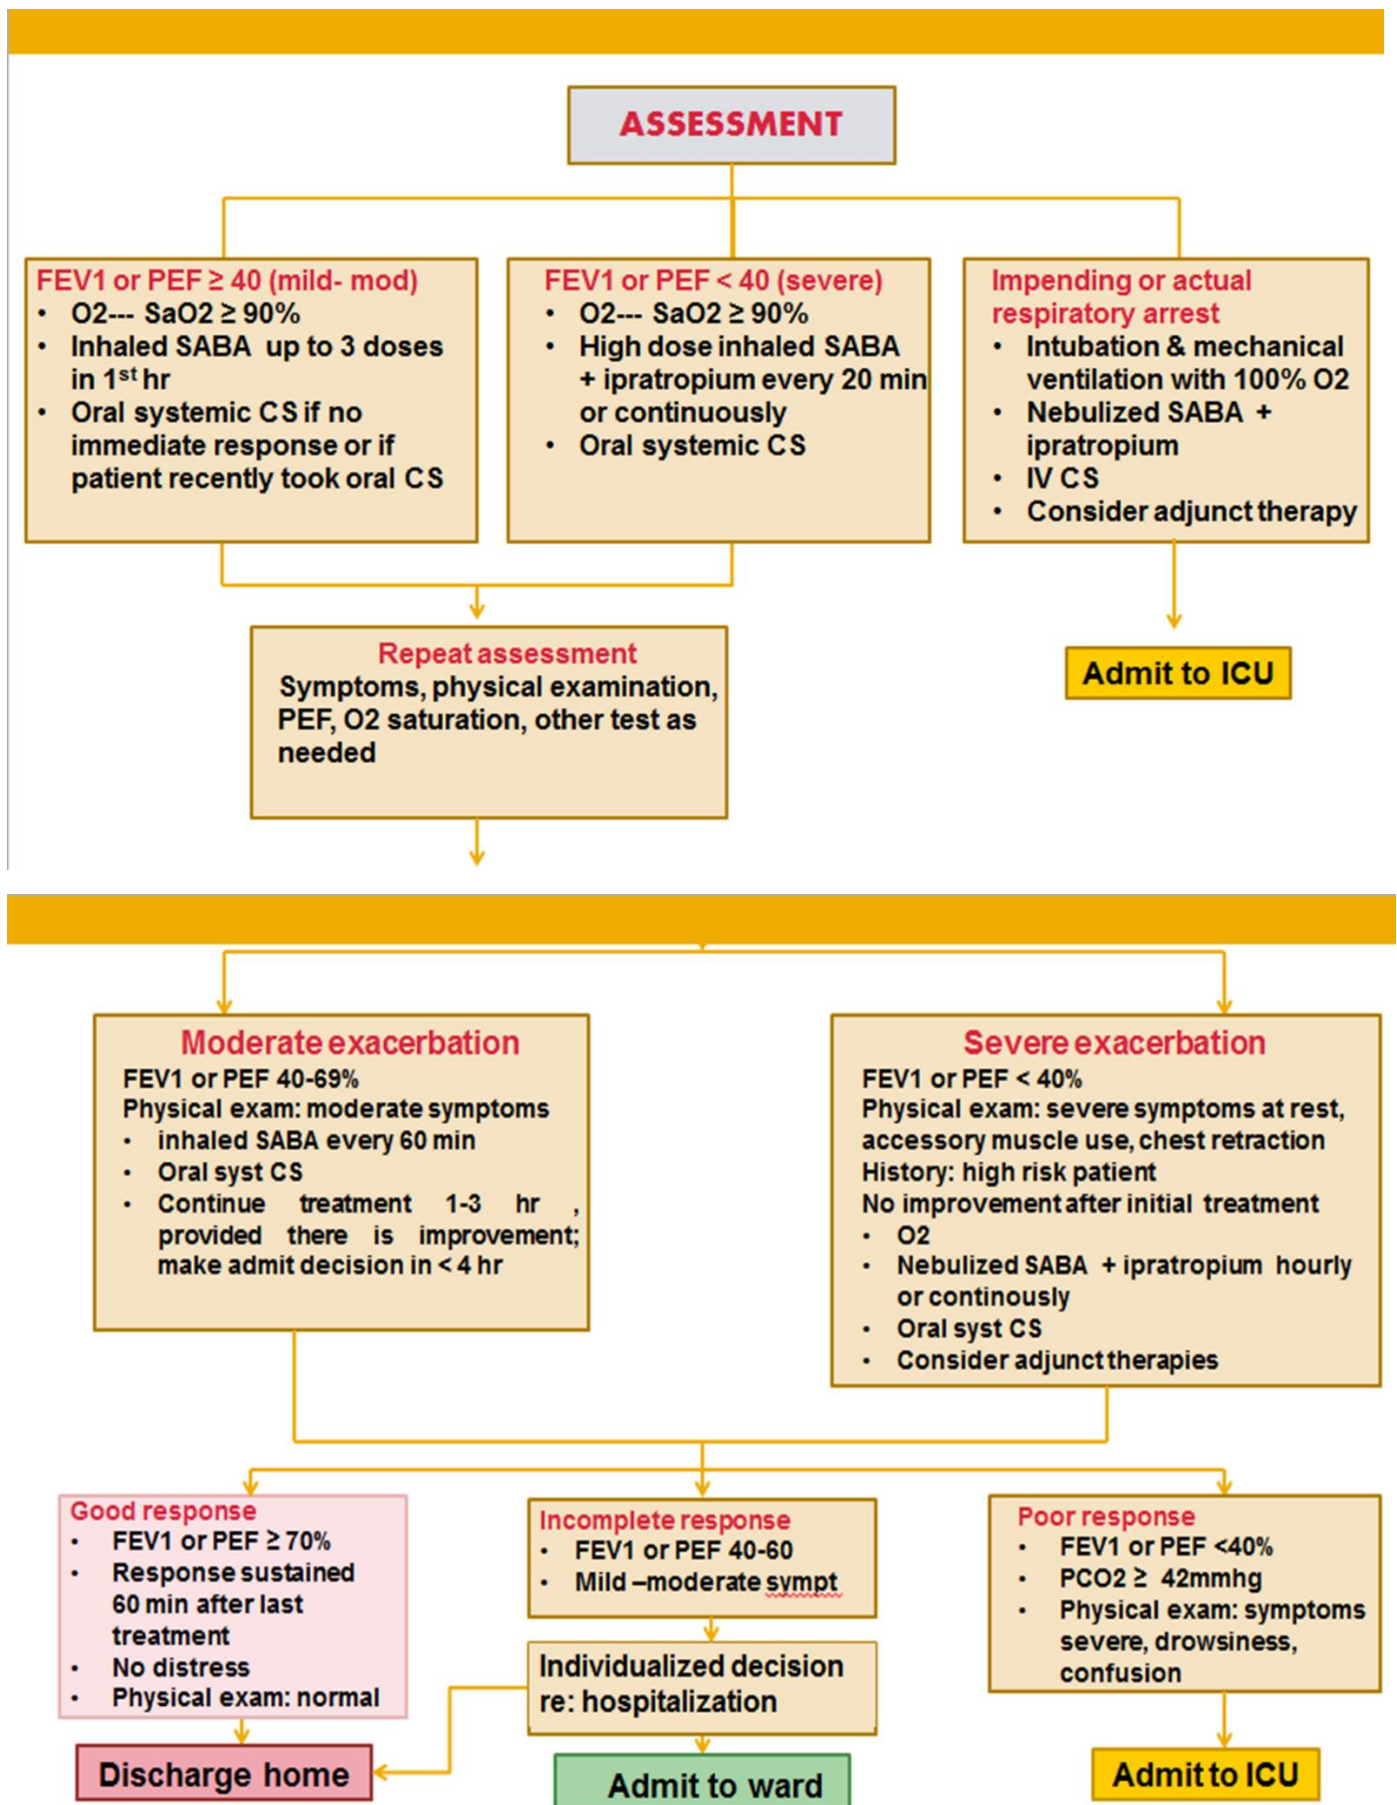 ASSESSMENT
FEV1 or PEF ≥ 40 (mild- mod)
• O2--- SaO2 ≥ 90%
• Inhaled SABA up to 3 doses
in 1st hr
• Oral systemic CS if no
immediate response or if
patient recently took oral CS
FEV1 or PEF < 40 (severe)
• O2--- SaO2 ≥ 90%
• High dose inhaled SABA
+ ipratropium every 20 min
or continuously
• Oral systemic CS
Impending or actual
respiratory arrest
• Intubation & mechanical
ventilation with 100% O2
• Nebulized SABA +
ipratropium
• IV CS
• Consider adjunct therapy
Repeat assessment
Symptoms, physical examination,
PEF, O2 saturation, other test as
needed
Admit to ICU
Moderate exacerbation
FEV1 or PEF 40-69%
Physical exam: moderate symptoms
• inhaled SABA every 60 min
• Oral syst CS
• Continue treatment 1-3 hr ,
provided there is improvement;
make admit decision in < 4 hr
Severe exacerbation
FEV1 or PEF < 40%
Physical exam: severe symptoms at rest,
accessory muscle use, chest retraction
History: high risk patient
No improvement after initial treatment
• O2
• Nebulized SABA + ipratropium hourly
or continously
• Oral syst CS
• Consider adjunct therapies
Good response
• FEV1 or PEF ≥ 70%
• Response sustained
60 min after last
treatment
• No distress
• Physical exam: normal
Incomplete response
• FEV1 or PEF 40-60
• Mild –moderate sympt
Individualized decision
re: hospitalization
Poor response
• FEV1 or PEF <40%
• PCO2 ≥ 42mmhg
• Physical exam: symptoms
severe, drowsiness,
confusion
Discharge home
Admit to ward
Admit to ICU